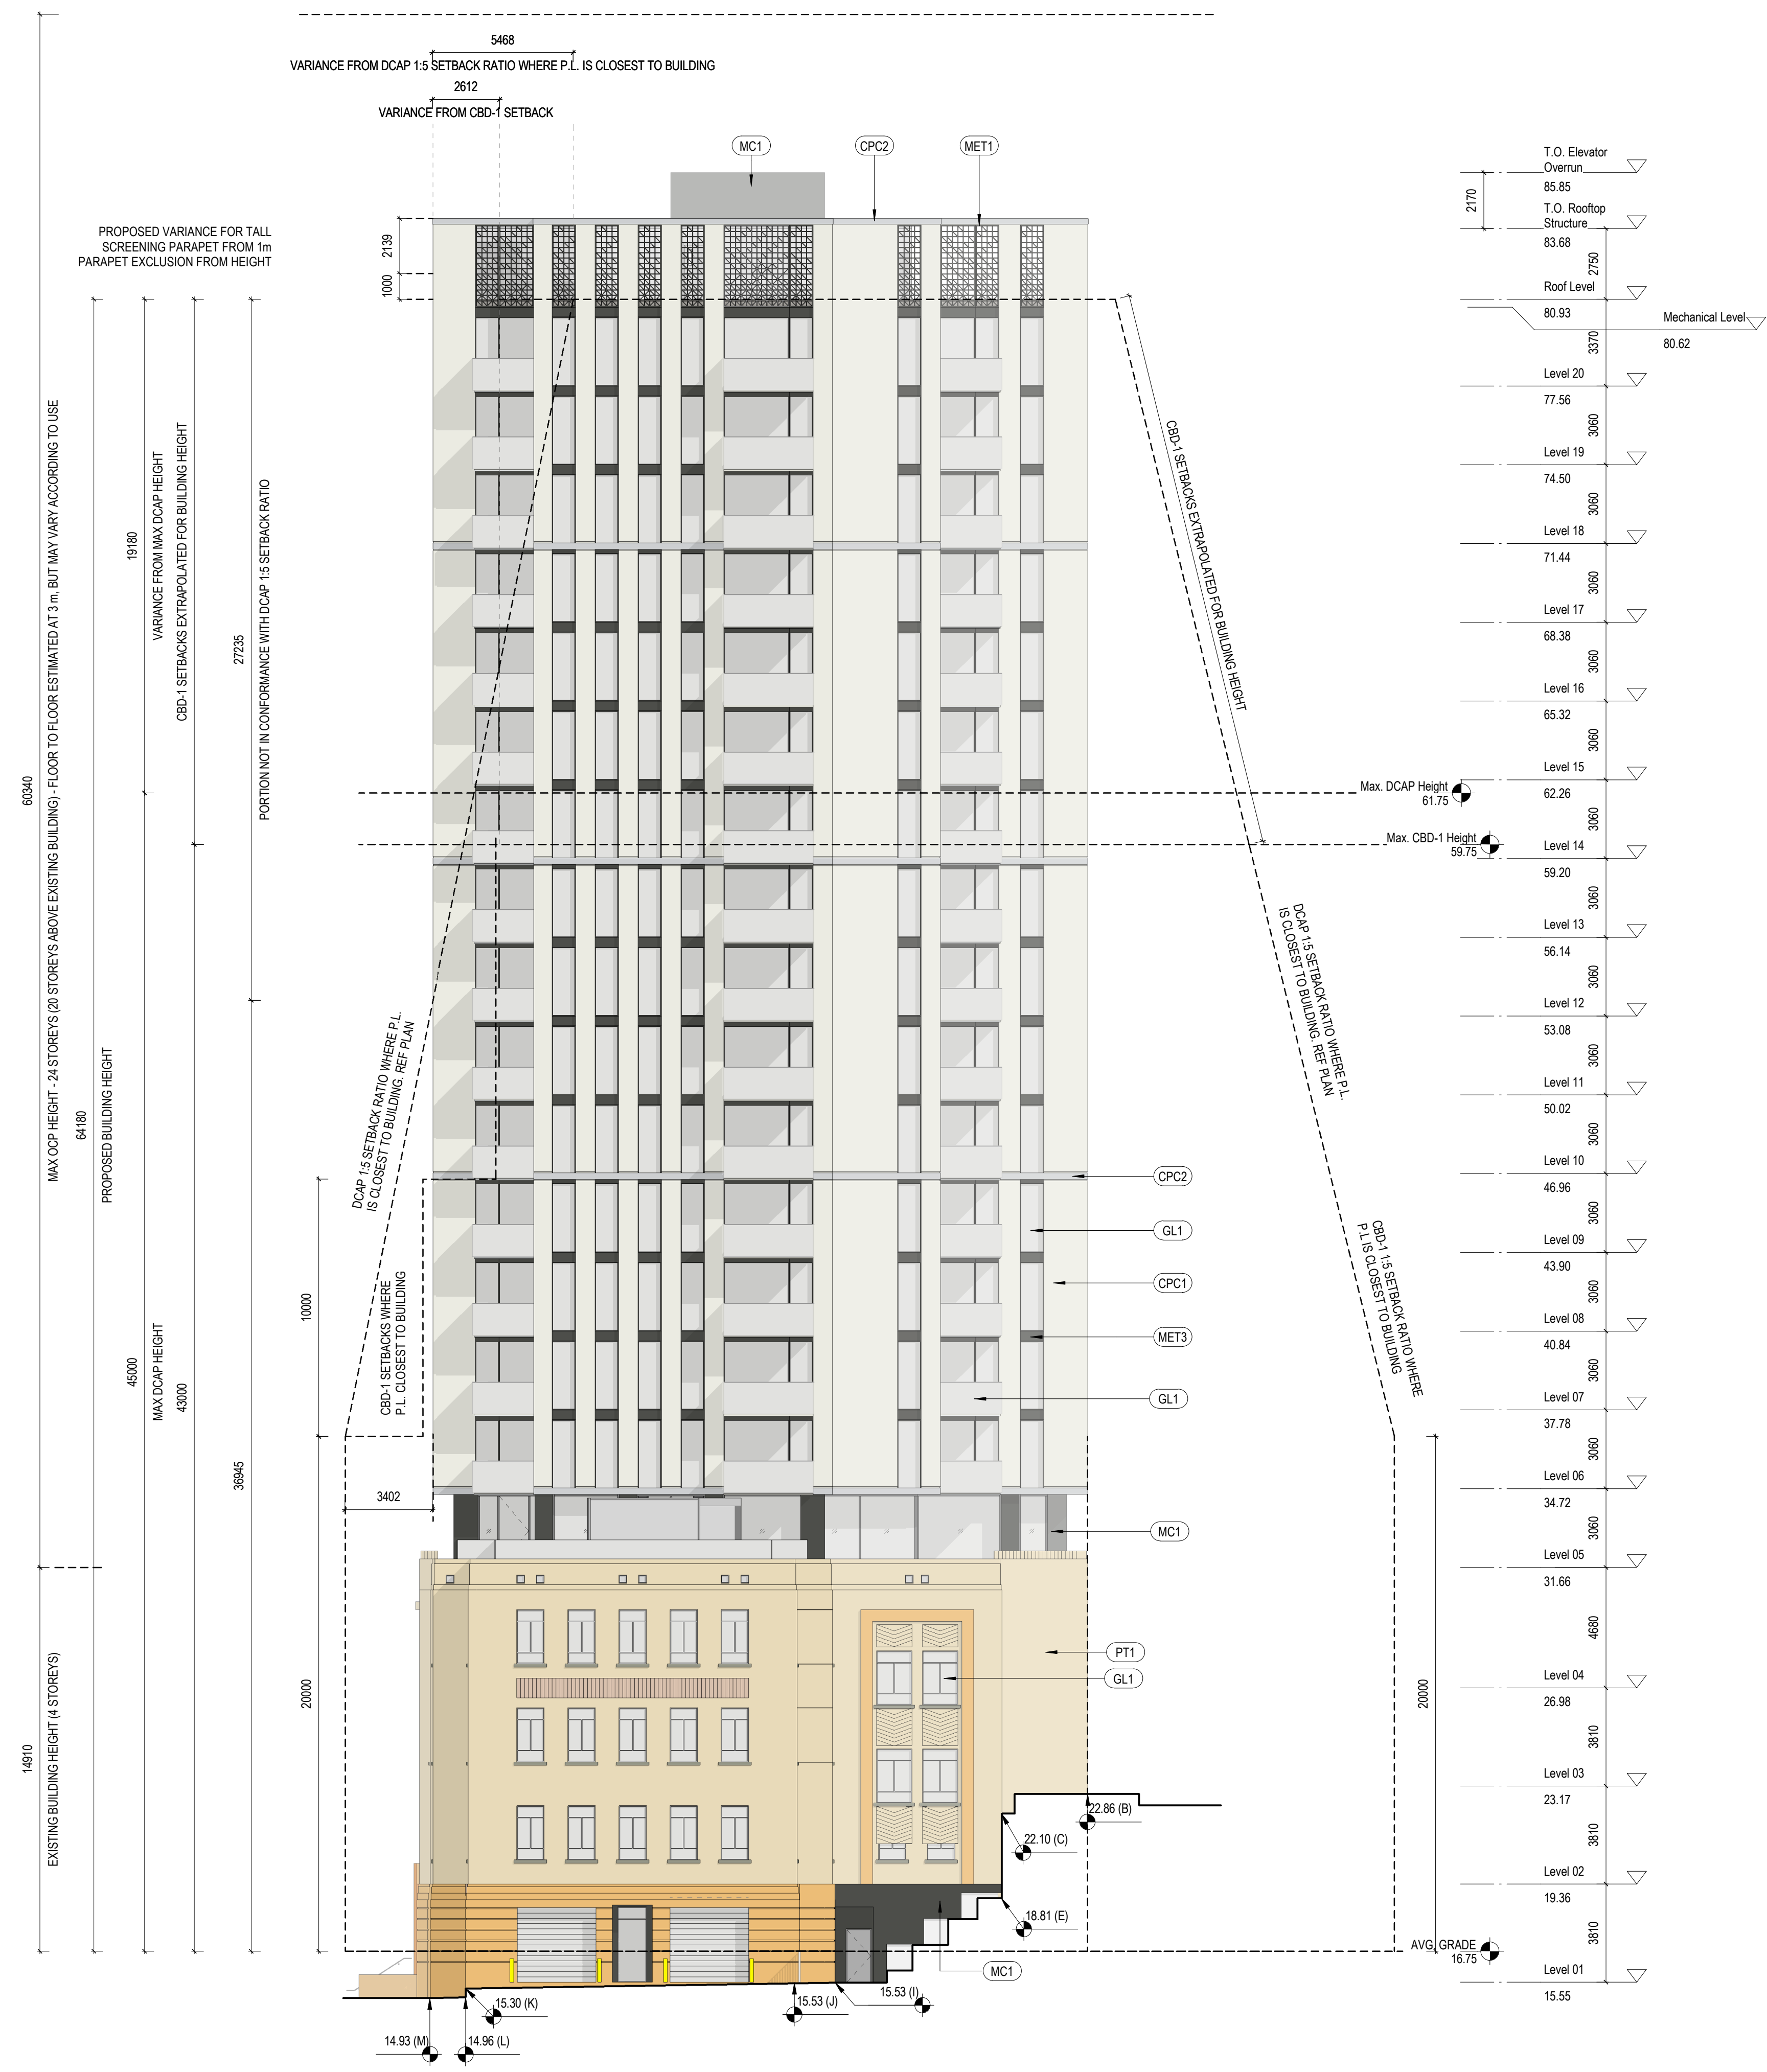 5468
VARIANCE FROM DCAP 1:5 SETBACK RATIO WHERE P.L. IS CLOSEST TO BUILDING
2612
VARIANCE FROM CBD-1 SETBACK
MC1
CPC2
MET1
PROPOSED VARIANCE FOR TALL
SCREENING PARAPET FROM 1m
PARAPET EXCLUSION FROM HEIGHT
2139
1000
60340
MAX OCP HEIGHT - 24 STOREYS (20 STOREYS ABOVE EXISTING BUILDING) - FLOOR TO FLOOR ESTIMATED AT 3 m, BUT MAY VARY ACCORDING TO USE
14910
EXISTING BUILDING HEIGHT (4 STOREYS)
64180
PROPOSED BUILDING HEIGHT
19180
VARIANCE FROM MAX DCAP HEIGHT
45000
MAX DCAP HEIGHT
CBD-1 SETBACKS EXTRAPOLATED FOR BUILDING HEIGHT
43000
27235
PORTION NOT IN CONFORMANCE WITH DCAP 1:5 SETBACK RATIO
36945
10000
20000
DCAP 1:5 SETBACK RATIO WHERE P.L.
IS CLOSEST TO BUILDING. REF PLAN
CBD-1 SETBACKS WHERE
P.L. CLOSEST TO BUILDING
3402
CBD-1 SETBACKS EXTRAPOLATED FOR BUILDING HEIGHT
DCAP 1:5 SETBACK RATIO WHERE P.L.
IS CLOSEST TO BUILDING. REF PLAN
CBD-1 1:5 SETBACK RATIO WHERE
P.L IS CLOSEST TO BUILDING
20000
CPC2
GL1
CPC1
MET3
GL1
MC1
PT1
GL1
MC1
22.86 (B)
22.10 (C)
18.81 (E)
15.53 (I)
15.53 (J)
15.30 (K)
14.93 (M)
14.96 (L)
Max. DCAP Height
61.75
Max. CBD-1 Height
59.75
AVG. GRADE
16.75
T.O. Elevator
Overrun
85.85
2170
T.O. Rooftop
Structure
83.68
2750
Roof Level
80.93
Mechanical Level
80.62
3370
Level 20
77.56
3060
Level 19
74.50
3060
Level 18
71.44
3060
Level 17
68.38
3060
Level 16
65.32
3060
Level 15
62.26
3060
Level 14
59.20
3060
Level 13
56.14
3060
Level 12
53.08
3060
Level 11
50.02
3060
Level 10
46.96
3060
Level 09
43.90
3060
Level 08
40.84
3060
Level 07
37.78
3060
Level 06
34.72
3060
Level 05
31.66
4680
Level 04
26.98
3810
Level 03
23.17
3810
Level 02
19.36
3810
Level 01
15.55